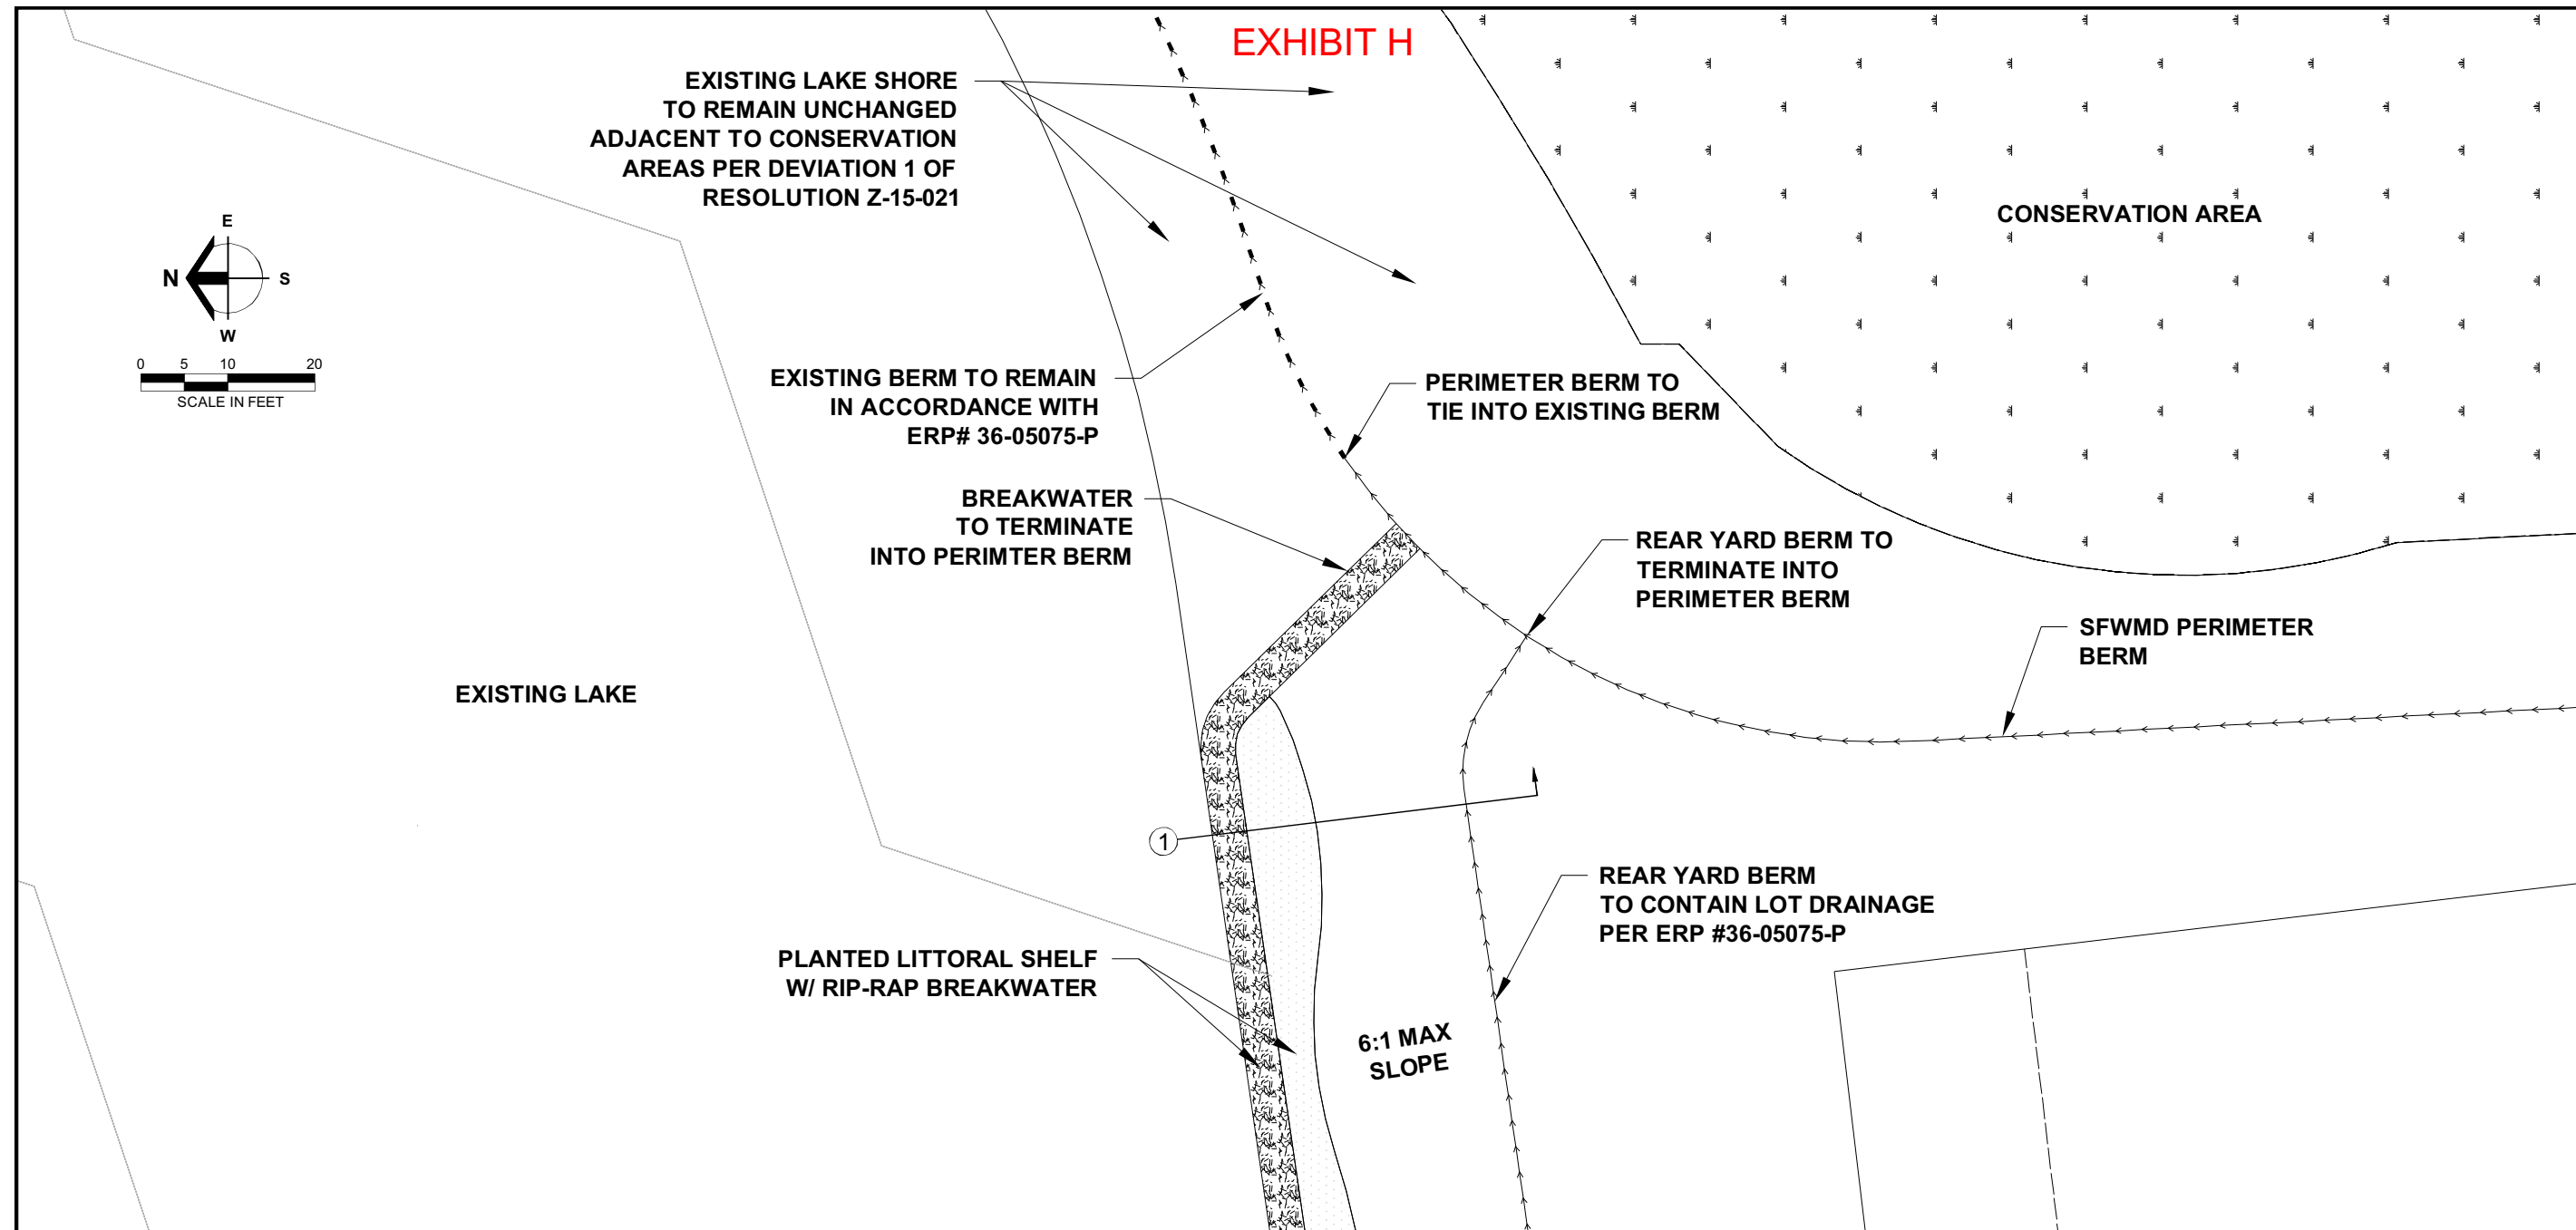 EXHIBIT H
EXISTING LAKE SHORE
TO REMAIN UNCHANGED
ADJACENT TO CONSERVATION
AREAS PER DEVIATION 1 OF
RESOLUTION Z-15-021
CONSERVATION AREA
E
N
S
W
0 5 10 20
SCALE IN FEET
EXISTING BERM TO REMAIN
IN ACCORDANCE WITH
ERP# 36-05075-P
PERIMETER BERM TO
TIE INTO EXISTING BERM
BREAKWATER
TO TERMINATE
INTO PERIMTER BERM
REAR YARD BERM TO
TERMINATE INTO
PERIMETER BERM
SFWMD PERIMETER
BERM
EXISTING LAKE
1
REAR YARD BERM
TO CONTAIN LOT DRAINAGE
PER ERP #36-05075-P
PLANTED LITTORAL SHELF
W/ RIP-RAP BREAKWATER
6:1 MAX
SLOPE